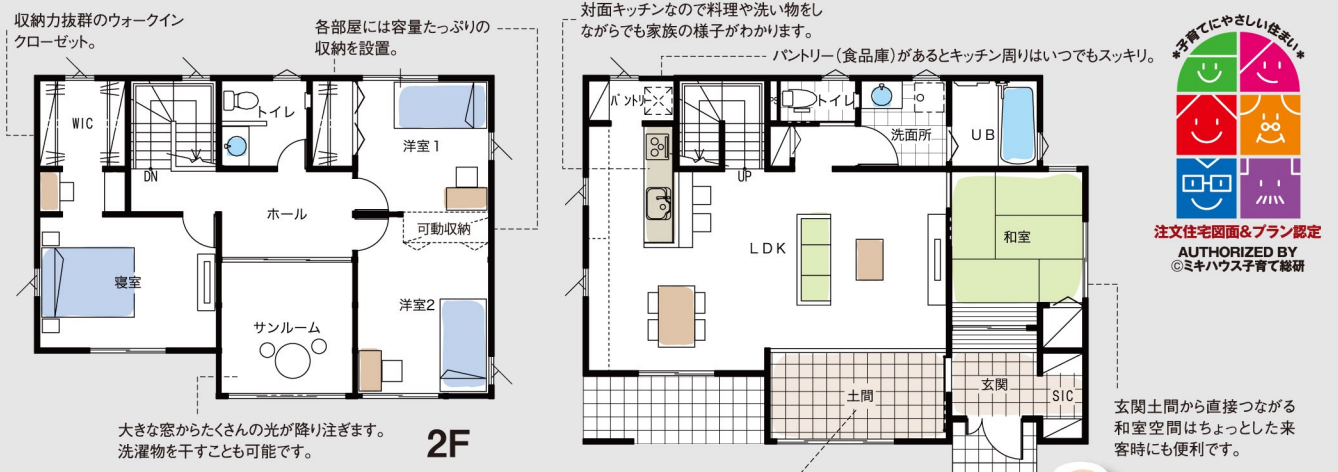 収納力抜群のウォークイン
クローゼット。
各部屋には容量たっぷりの
収納を設置。
WIC
トイレ
洋室1
DN
ホール
可動収納
寝室
サンルーム
洋室2
大きな窓からたくさんの光が降り注ぎます。
洗濯物を干すことも可能です。
2F
対面キッチンなので料理や洗い物をし
ながらでも家族の様子がわかります。
パントリー(食品庫)があるとキッチン周りはいつでもスッキリ。
パントリー
PS
トイレ
洗面所
UB
UP
LDK
和室
土間
玄関
SIC
玄関土間から直接つながる
和室空間はちょっとした来
客時にも便利です。
*子育てにやさしい住まい*
注文住宅図面&プラン認定
AUTHORIZED BY
©ミキハウス子育て総研